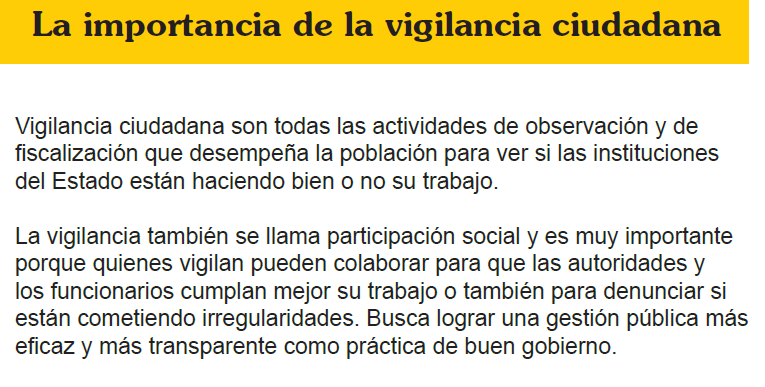 La importancia de la vigilancia ciudadana
Vigilancia ciudadana son todas las actividades de observación y de
fiscalización que desempeña la población para ver si las instituciones
del Estado están haciendo bien o no su trabajo.
La vigilancia también se llama participación social y es muy importante
porque quienes vigilan pueden colaborar para que las autoridades y
los funcionarios cumplan mejor su trabajo o también para denunciar si
están cometiendo irregularidades. Busca lograr una gestión pública más
eficaz y más transparente como práctica de buen gobierno.